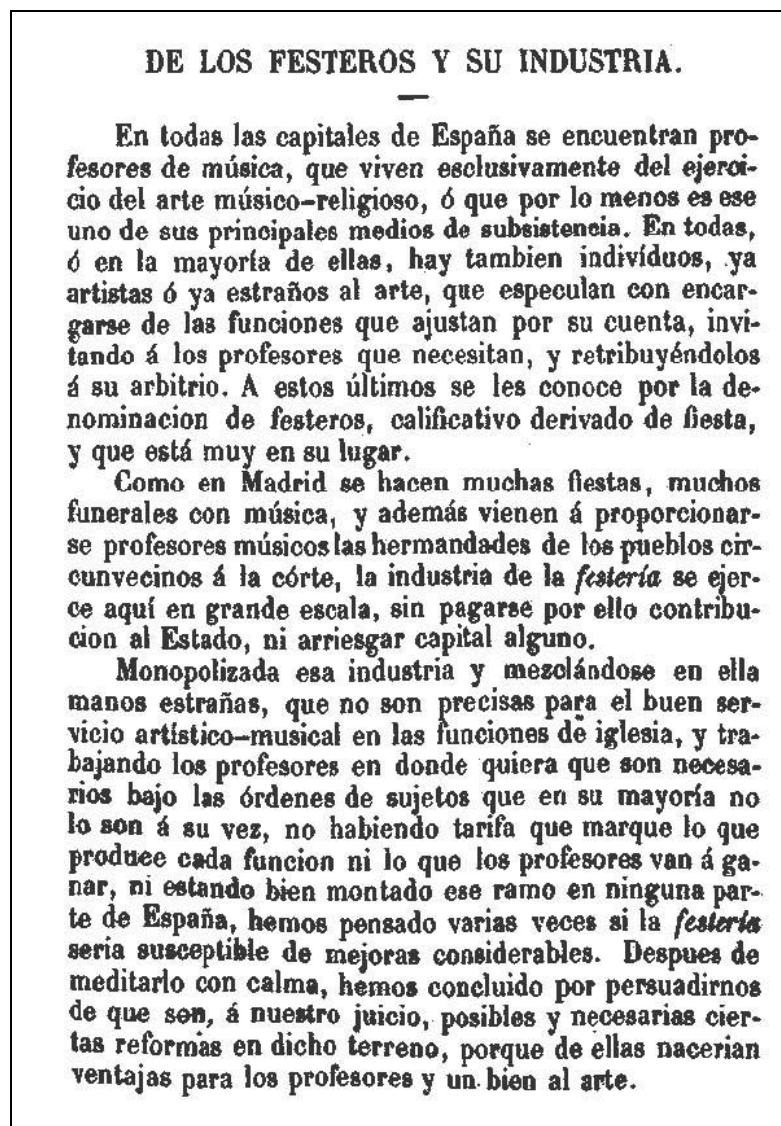 DE LOS FESTEROS Y SU INDUSTRIA.
En todas las capitales de España se encuentran pro-
fesores de música, que viven esclusivamente del ejerci-
cio del arte músico-religioso, ó que por lo menos es ese
uno de sus principales medios de subsistencia. En todas,
ó en la mayoría de ellas, hay tambien indivíduos, ya
artistas ó ya estraños al arte, que especulan con encar-
garse de las funciones que ajustan por su cuenta, invi-
tando á los profesores que necesitan, y retribuyéndolos
á su arbitrio. A estos últimos se les conoce por la de-
nominacion de festeros, calificativo derivado de fiesta,
y que está muy en su lugar.
Como en Madrid se hacen muchas fiestas, muchos
funerales con música, y además vienen á proporcionar-
se profesores músicos las hermandades de los pueblos cir-
cunvecinos á la córte, la industria de la festería se ejer-
ce aquí en grande escala, sin pagarse por ello contribu-
cion al Estado, ni arriesgar capital alguno.
Monopolizada esa industria y mezclándose en ella
manos estrañas, que no son precisas para el buen ser-
vicio artístico-musical en las funciones de iglesia, y tra-
bajando los profesores en donde quiera que son necesa-
rios bajo las órdenes de sujetos que en su mayoría no
lo son á su vez, no habiendo tarifa que marque lo que
produce cada funcion ni lo que los profesores van á ga-
nar, ni estando bien montado ese ramo en ninguna par-
te de España, hemos pensado varias veces si la festería
seria susceptible de mejoras considerables. Despues de
meditarlo con calma, hemos concluido por persuadirnos
de que son, á nuestro juicio, posibles y necesarias cier-
tas reformas en dicho terreno, porque de ellas nacerian
ventajas para los profesores y un bien al arte.